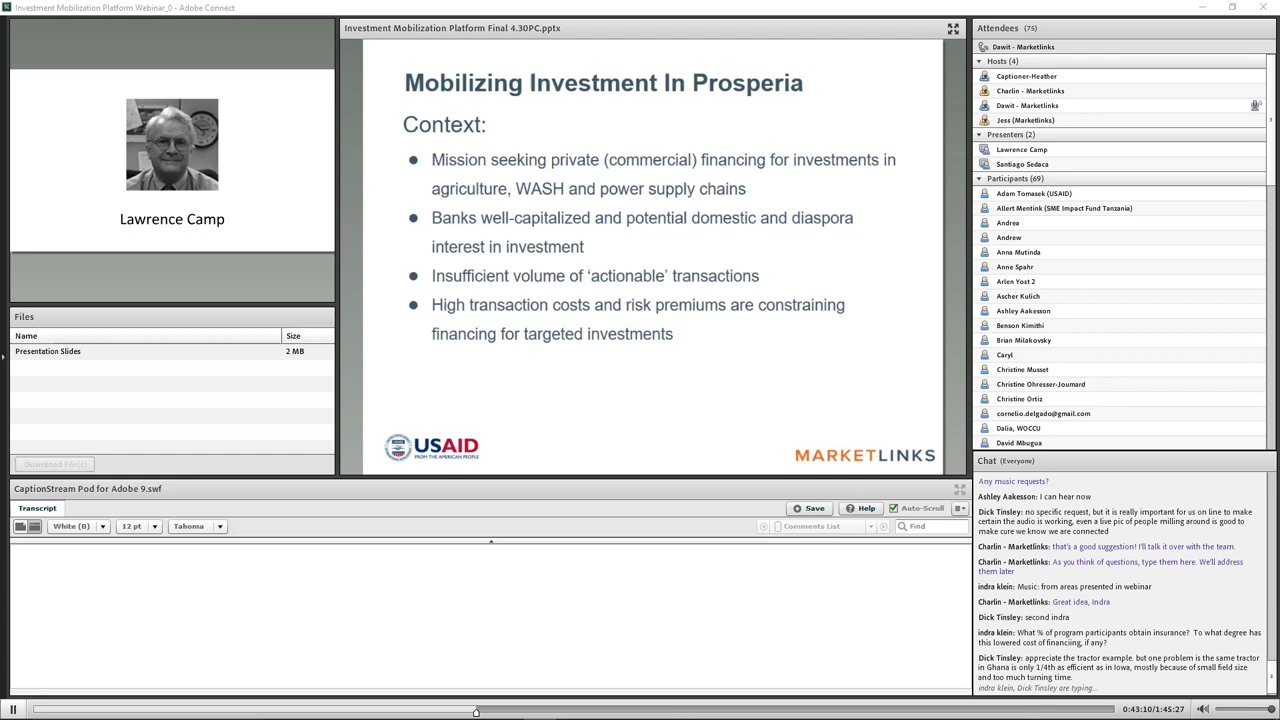 Investment Mobilization Platform Webinar_0 - Adobe Connect
Lawrence Camp
Files
Name Size
Presentation Slides 2 MB
Download File(s)
Investment Mobilization Platform Final 4.30PC.pptx
Mobilizing Investment In Prosperia
Context:
● Mission seeking private (commercial) financing for investments in
agriculture, WASH and power supply chains
● Banks well-capitalized and potential domestic and diaspora
interest in investment
● Insufficient volume of ‘actionable’ transactions
● High transaction costs and risk premiums are constraining
financing for targeted investments
USAID
FROM THE AMERICAN PEOPLE
MARKETLINKS
CaptionStream Pod for Adobe 9.swf
Transcript
Save Help Auto-Scroll
White (B) 12 pt Tahoma Comments List Find
Attendees (75)
Dawit - Marketlinks
Hosts (4)
Captioner-Heather
Charlin - Marketlinks
Dawit - Marketlinks
Jess (Marketlinks)
Presenters (2)
Lawrence Camp
Santiago Sedaca
Participants (69)
Adam Tomasek (USAID)
Allert Mentink (SME Impact Fund Tanzania)
Andrea
Andrew
Anna Mutinda
Anne Spahr
Arlen Yost 2
Ascher Kulich
Ashley Aakesson
Benson Kimithi
Brian Milakovsky
Caryl
Christine Musset
Christine Ohresser-Joumard
Christine Ortiz
cornelio.delgado@gmail.com
Dalia, WOCCU
David Mbugua
Chat (Everyone)
Any music requests?
Ashley Aakesson: I can hear now
Dick Tinsley: no specific request, but it is really important for us on line to make
certain the audio is working, even a live pic of people milling around is good to
make cure we know we are connected
Charlin - Marketlinks: that's a good suggestion! I'll talk it over with the team.
Charlin - Marketlinks: As you think of questions, type them here. We'll address
them later
indra klein: Music: from areas presented in webinar
Charlin - Marketlinks: Great idea, Indra
Dick Tinsley: second indra
indra klein: What % of program participants obtain insurance? To what degree has
this lowered cost of financiing, if any?
Dick Tinsley: appreciate the tractor example. but one problem is the same tractor
in Ghana is only 1/4th as efficient as in Iowa, mostly because of small field size
and too much turning time.
indra klein, Dick Tinsley are typing...
0:43:10/1:45:27